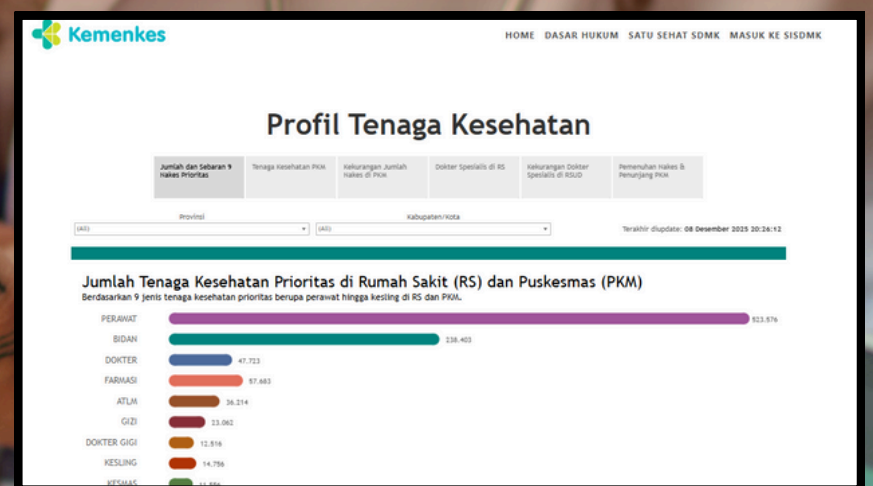 Kemenkes
HOME DASAR HUKUM SATU SEHAT SDMK MASUK KE SISDMK
Profil Tenaga Kesehatan
Jumlah dan Sebaran 9 Nakes Prioritas
Tenaga Kesehatan PKM
Kekurangan Jumlah Nakes di PKM
Dokter Spesialis di RS
Kekurangan Dokter Spesialis di RSUD
Pemenuhan Nakes & Penunjang PKM
Provinsi
(All)
Kabupaten/Kota
(All)
Terakhir diupdate: 08 Desember 2025 20:26:12
Jumlah Tenaga Kesehatan Prioritas di Rumah Sakit (RS) dan Puskesmas (PKM)
Berdasarkan 9 jenis tenaga kesehatan prioritas berupa perawat hingga kesling di RS dan PKM.
PERAWAT 523.576
BIDAN 238.403
DOKTER 47.723
FARMASI 57.683
ATLM 36.214
GIZI 23.062
DOKTER GIGI 12.516
KESLING 14.756
KESMAS